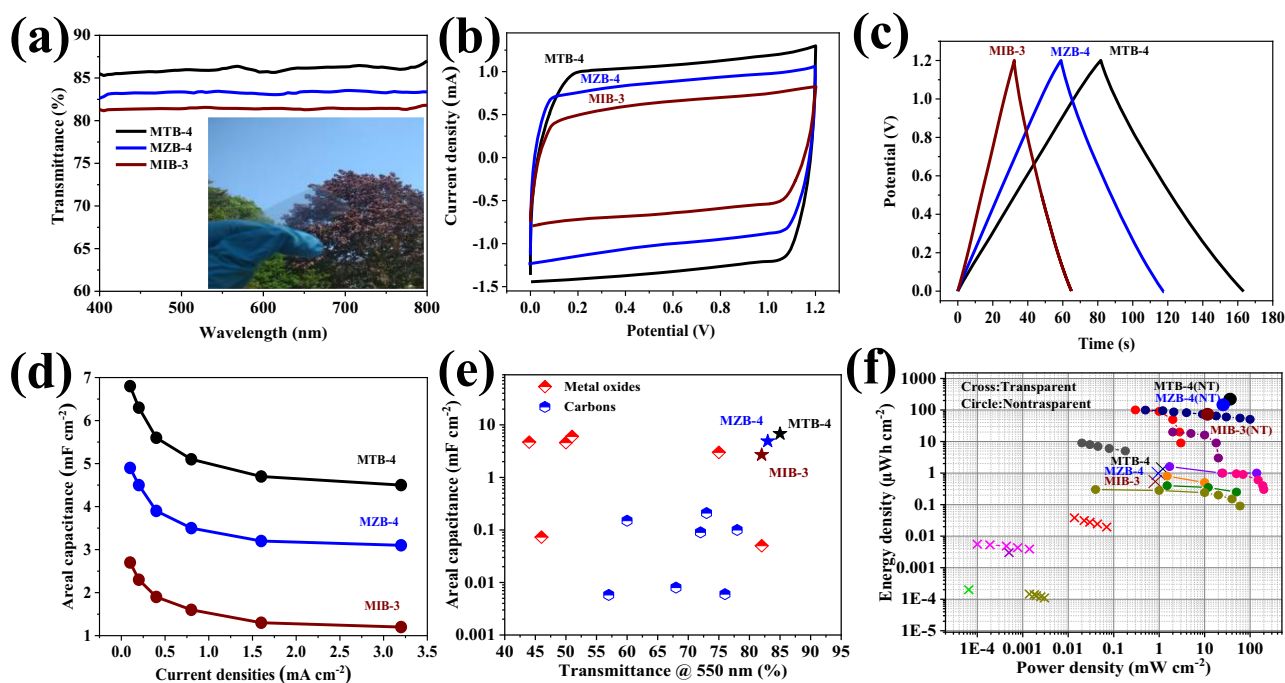 (a)
90
85
80
75
70
65
60
400
500
600
700
800
Transmittance (%)
Wavelength (nm)
MTB-4
MZB-4
MIB-3
(b)
1.0
0.5
0.0
-0.5
-1.0
-1.5
0.0
0.2
0.4
0.6
0.8
1.0
1.2
Current density (mA)
Potential (V)
MTB-4
MZB-4
MIB-3
(c)
1.2
1.0
0.8
0.6
0.4
0.2
0.0
0
20
40
60
80
100
120
140
160
180
Potential (V)
Time (s)
MIB-3
MZB-4
MTB-4
(d)
7
6
5
4
3
2
1
0.0
0.5
1.0
1.5
2.0
2.5
3.0
3.5
Areal capacitance (mF cm⁻²)
Current densities (mA cm⁻²)
MTB-4
MZB-4
MIB-3
(e)
100
10
1
0.1
0.01
0.001
40
45
50
55
60
65
70
75
80
85
90
95
Areal capacitance (mF cm⁻²)
Transmittance @ 550 nm (%)
Metal oxides
Carbons
MZB-4
MTB-4
MIB-3
(f)
1000
100
10
1
0.1
0.01
0.001
1E-4
1E-5
1E-4
0.001
0.01
0.1
1
10
100
Energy density (µWh cm⁻²)
Power density (mW cm⁻²)
Cross:Transparent
Circle:Nontrasparent
MTB-4(NT)
MZB-4(NT)
MIB-3(NT)
MTB-4
MZB-4
MIB-3